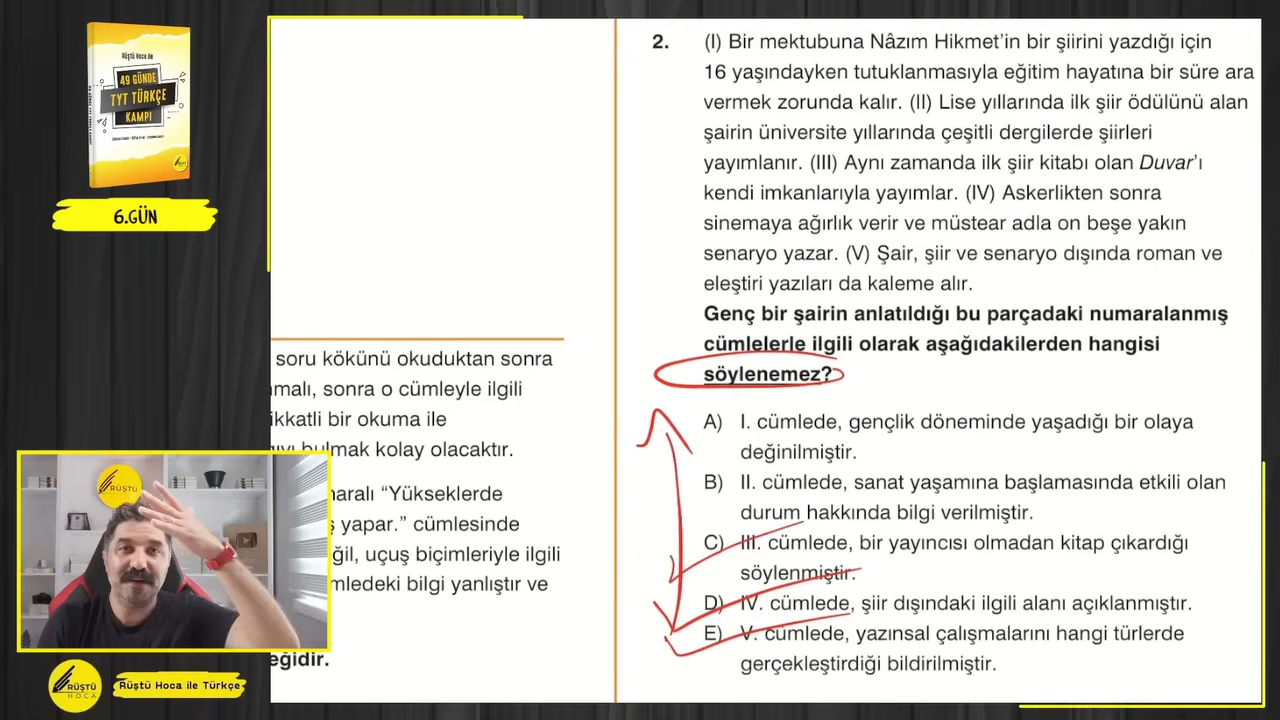 Rüştü Hoca ile
49 GÜNDE
TYT TÜRKÇE
KAMPI
6.GÜN
soru kökünü okuduktan sonra
malı, sonra o cümleyle ilgili
ikkatli bir okuma ile
bulmak kolay olacaktır.
maralı “Yükseklerde
ş yapar.” cümlesinde
ğil, uçuş biçimleriyle ilgili
mledeki bilgi yanlıştır ve
eğidir.
2. (I) Bir mektubuna Nâzım Hikmet’in bir şiirini yazdığı için
16 yaşındayken tutuklanmasıyla eğitim hayatına bir süre ara
vermek zorunda kalır. (II) Lise yıllarında ilk şiir ödülünü alan
şairin üniversite yıllarında çeşitli dergilerde şiirleri
yayımlanır. (III) Aynı zamanda ilk şiir kitabı olan Duvar’ı
kendi imkanlarıyla yayımlar. (IV) Askerlikten sonra
sinemaya ağırlık verir ve müstear adla on beşe yakın
senaryo yazar. (V) Şair, şiir ve senaryo dışında roman ve
eleştiri yazıları da kaleme alır.
Genç bir şairin anlatıldığı bu parçadaki numaralanmış
cümlelerle ilgili olarak aşağıdakilerden hangisi
söylenemez?
A) I. cümlede, gençlik döneminde yaşadığı bir olaya
değinilmiştir.
B) II. cümlede, sanat yaşamına başlamasında etkili olan
durum hakkında bilgi verilmiştir.
C) III. cümlede, bir yayıncısı olmadan kitap çıkardığı
söylenmiştir.
D) IV. cümlede, şiir dışındaki ilgili alanı açıklanmıştır.
E) V. cümlede, yazınsal çalışmalarını hangi türlerde
gerçekleştirdiği bildirilmiştir.
RÜŞTÜ
RÜŞTÜ
HOCA
Rüştü Hoca ile Türkçe